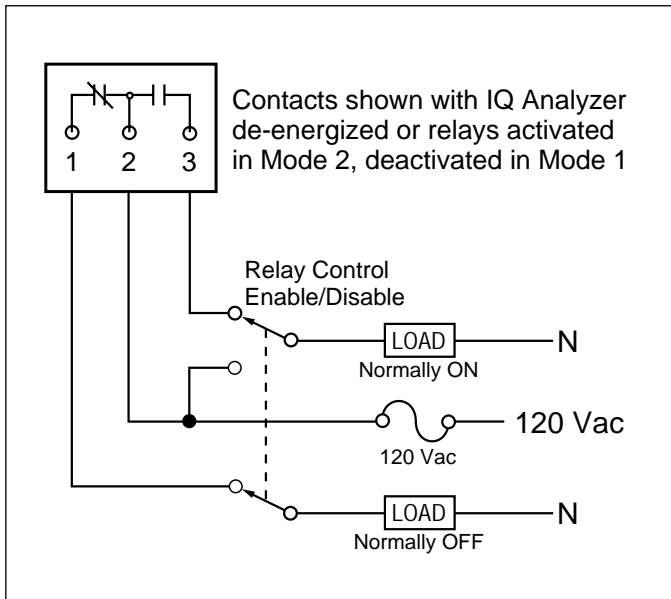 Contacts shown with IQ Analyzer
de-energized or relays activated
in Mode 2, deactivated in Mode 1
1 2 3
Relay Control
Enable/Disable
LOAD N
Normally ON
120 Vac
120 Vac
LOAD N
Normally OFF